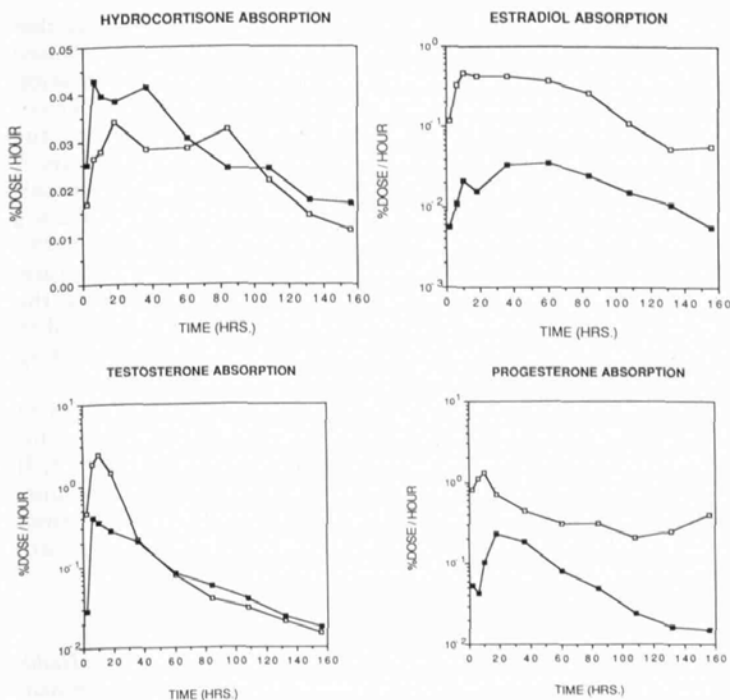 HYDROCORTISONE ABSORPTION
0.05
0.04
0.03
0.02
0.01
0.00
%DOSE/HOUR
0 20 40 60 80 100 120 140 160
TIME (HRS.)
ESTRADIOL ABSORPTION
10⁰
10⁻¹
10⁻²
10⁻³
%DOSE/HOUR
0 20 40 60 80 100 120 140 160
TIME (HRS.)
TESTOSTERONE ABSORPTION
10¹
10⁰
10⁻¹
10⁻²
%DOSE/HOUR
0 20 40 60 80 100 120 140 160
TIME (HRS.)
PROGESTERONE ABSORPTION
10¹
10⁰
10⁻¹
10⁻²
%DOSE/HOUR
0 20 40 60 80 100 120 140 160
TIME (HRS.)